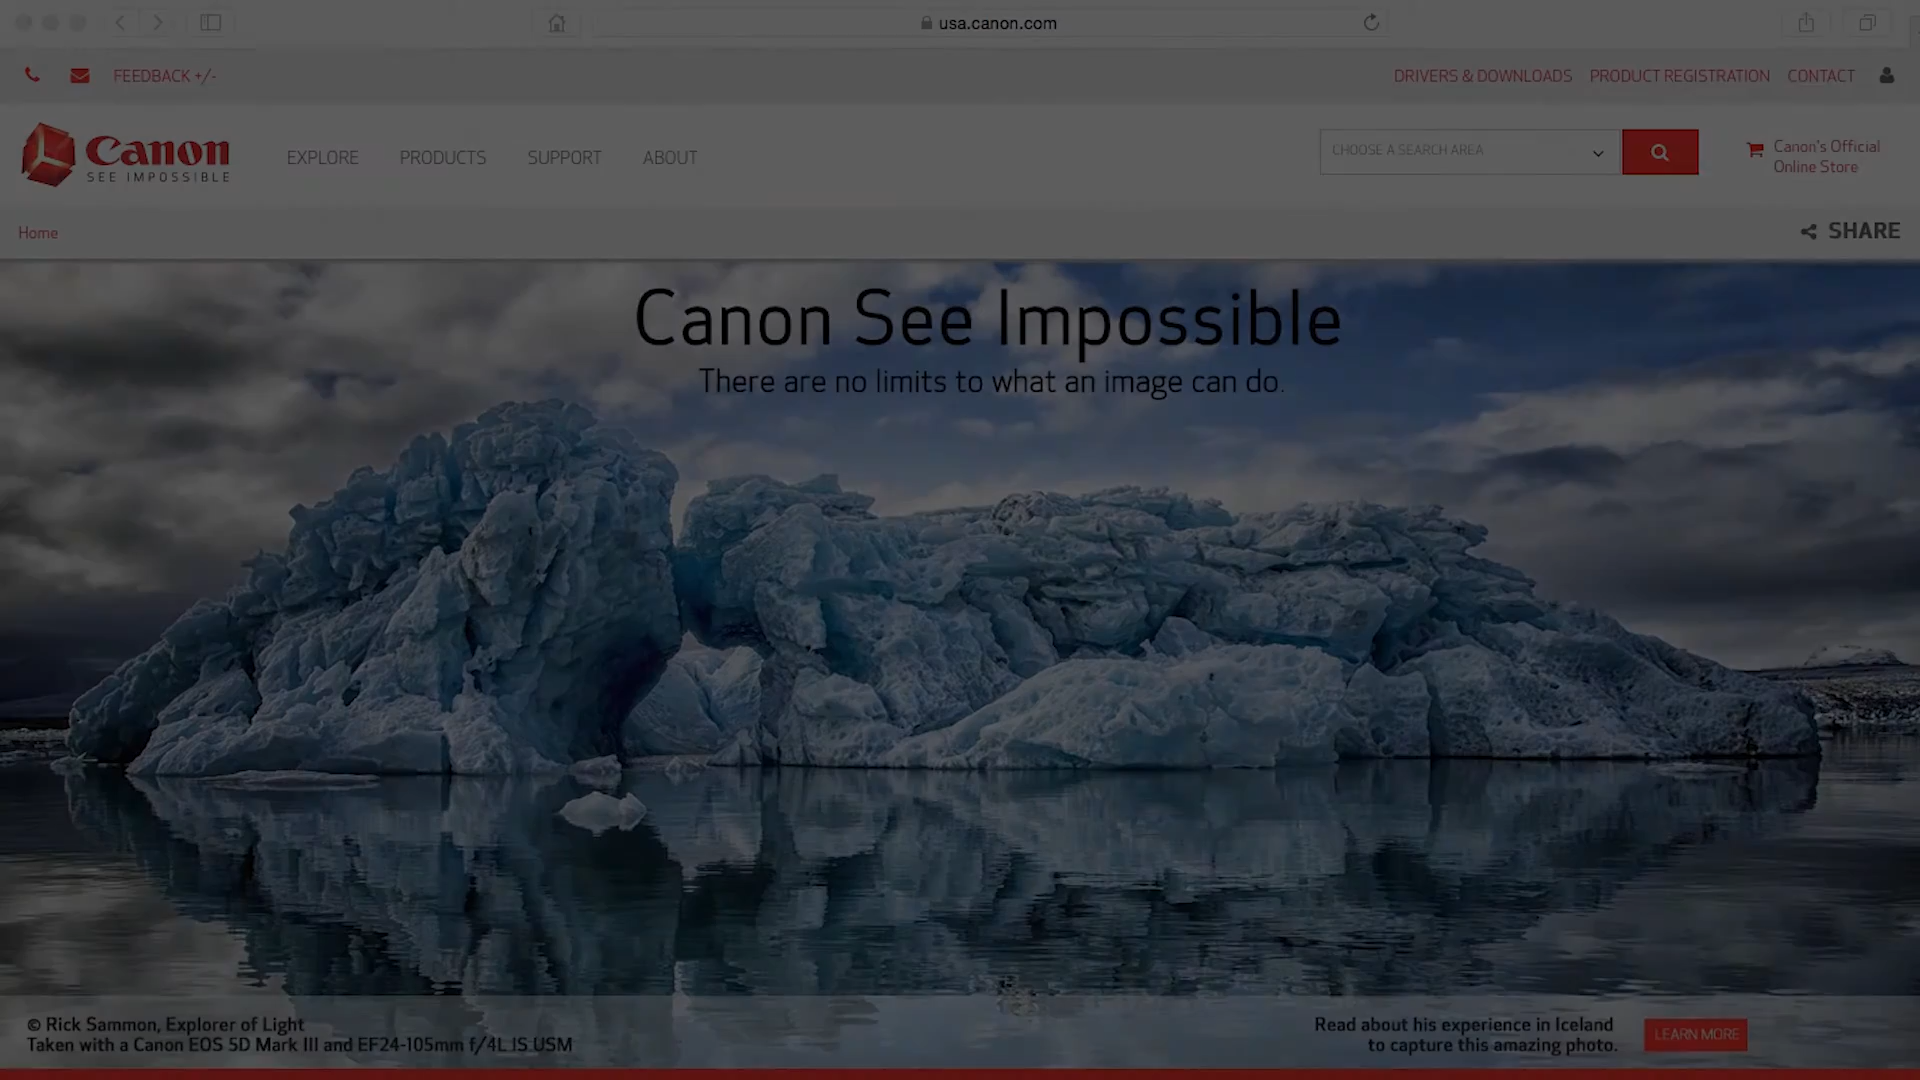 usa.canon.com
FEEDBACK +/-
DRIVERS & DOWNLOADS PRODUCT REGISTRATION CONTACT
Canon
SEE IMPOSSIBLE
EXPLORE PRODUCTS SUPPORT ABOUT
CHOOSE A SEARCH AREA
Canon's Official
Online Store
Home
SHARE
Canon See Impossible
There are no limits to what an image can do.
© Rick Sammon, Explorer of Light
Taken with a Canon EOS 5D Mark III and EF24-105mm f/4L IS USM
Read about his experience in Iceland
to capture this amazing photo.
LEARN MORE